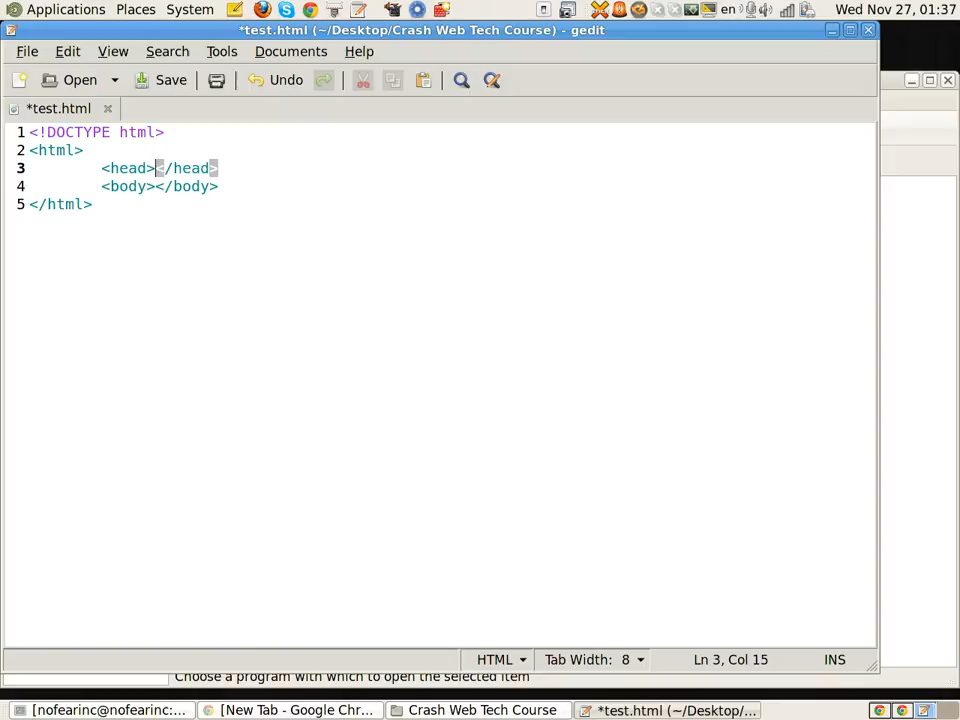 Applications Places System en Wed Nov 27, 01:37
*test.html (~/Desktop/Crash Web Tech Course) - gedit
File Edit View Search Tools Documents Help
Open Save Undo
*test.html
1 <!DOCTYPE html>
2 <html>
3 <head></head>
4 <body></body>
5 </html>
HTML Tab Width: 8 Ln 3, Col 15 INS
Choose a program with which to open the selected item
[nofearinc@nofearinc:... [New Tab - Google Chr... Crash Web Tech Course *test.html (~/Desktop/...